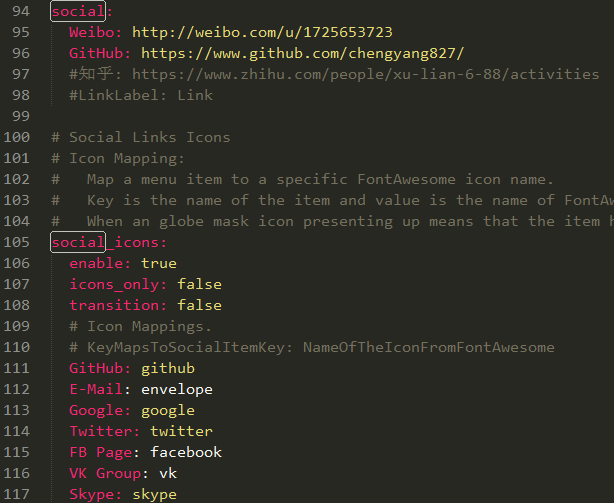 94 social:
95 Weibo: http://weibo.com/u/1725653723
96 GitHub: https://www.github.com/chengyang827/
97 #知乎: https://www.zhihu.com/people/xu-lian-6-88/activities
98 #LinkLabel: Link
99
100 # Social Links Icons
101 # Icon Mapping:
102 # Map a menu item to a specific FontAwesome icon name.
103 # Key is the name of the item and value is the name of FontAw
104 # When an globe mask icon presenting up means that the item h
105 social_icons:
106 enable: true
107 icons_only: false
108 transition: false
109 # Icon Mappings.
110 # KeyMapsToSocialItemKey: NameOfTheIconFromFontAwesome
111 GitHub: github
112 E-Mail: envelope
113 Google: google
114 Twitter: twitter
115 FB Page: facebook
116 VK Group: vk
117 Skype: skype